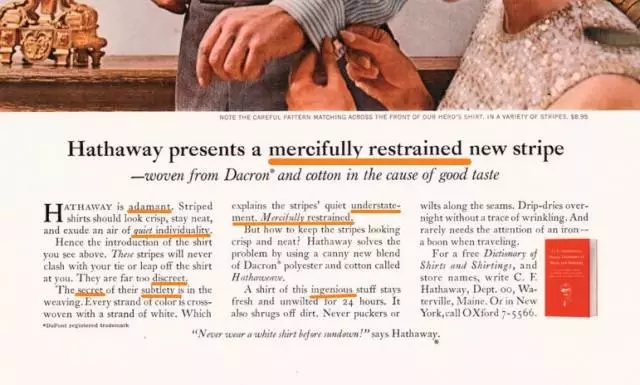 NOTE THE CAREFUL PATTERN MATCHING ACROSS THE FRONT OF OUR HERO'S SHIRT, IN A VARIETY OF STRIPES. $8.95
Hathaway presents a mercifully restrained new stripe
—woven from Dacron® and cotton in the cause of good taste
HATHAWAY is adamant. Striped
shirts should look crisp, stay neat,
and exude an air of quiet individuality.
Hence the introduction of the shirt
you see above. These stripes will never
clash with your tie or leap off the shirt
at you. They are far too discreet.
The secret of their subtlety is in the
weaving. Every strand of color is cross-
woven with a strand of white. Which
*DuPont registered trademark
explains the stripes' quiet understate-
ment. Mercifully restrained.
But how to keep the stripes looking
crisp and neat? Hathaway solves the
problem by using a canny new blend
of Dacron® polyester and cotton called
Hathaweave.
A shirt of this ingenious stuff stays
fresh and unwilted for 24 hours. It
also shrugs off dirt. Never puckers or
wilts along the seams. Drip-dries over-
night without a trace of wrinkling. And
rarely needs the attention of an iron—
a boon when traveling.
For a free Dictionary of
Shirts and Shirtings, and
store names, write C. F.
Hathaway, Dept. 00, Wa-
terville, Maine. Or in New
York, call OXford 7-5566.
"Never wear a white shirt before sundown!" says Hathaway.